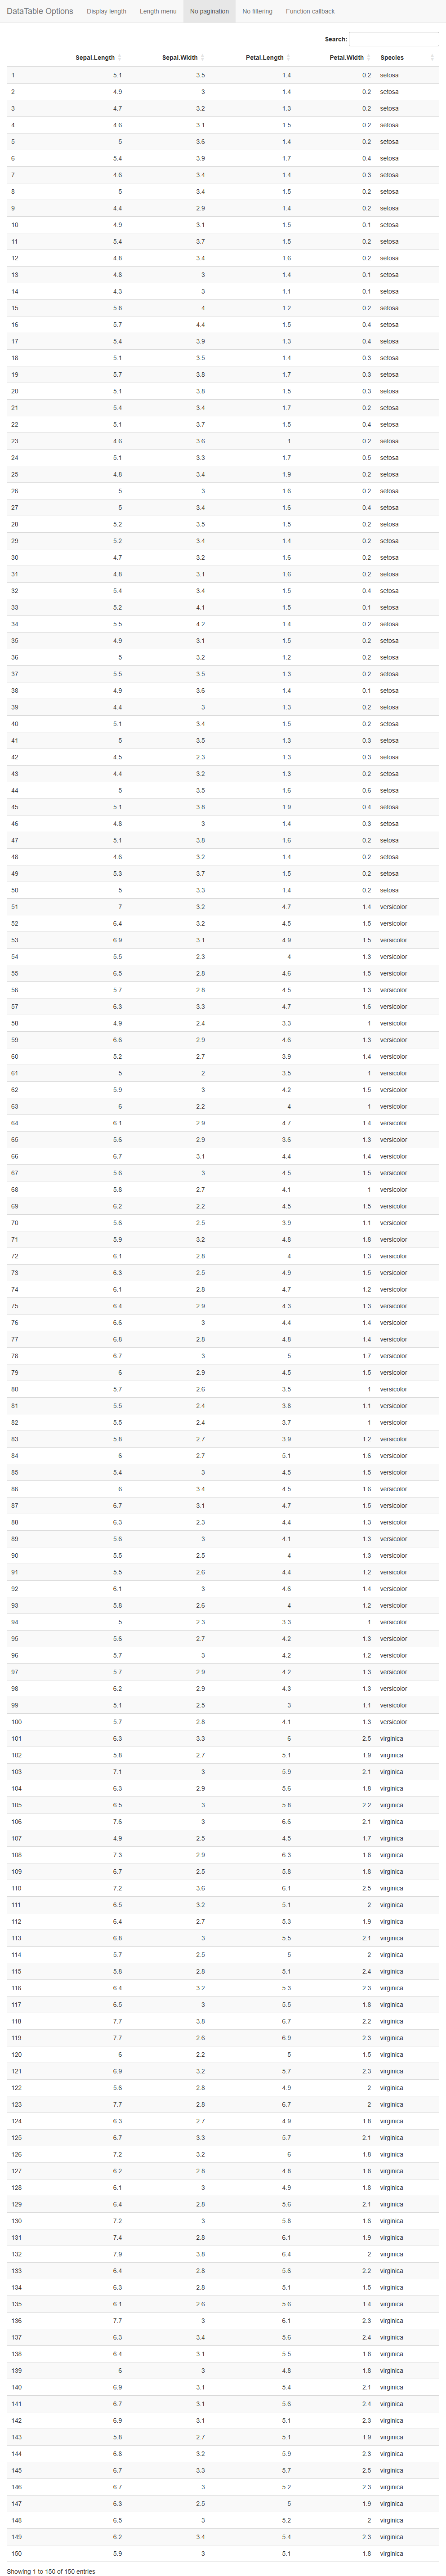 DataTable Options Display length Length menu No pagination No filtering Function callback
Search:
Sepal.Length Sepal.Width Petal.Length Petal.Width Species
1 5.1 3.5 1.4 0.2 setosa
2 4.9 3 1.4 0.2 setosa
3 4.7 3.2 1.3 0.2 setosa
4 4.6 3.1 1.5 0.2 setosa
5 5 3.6 1.4 0.2 setosa
6 5.4 3.9 1.7 0.4 setosa
7 4.6 3.4 1.4 0.3 setosa
8 5 3.4 1.5 0.2 setosa
9 4.4 2.9 1.4 0.2 setosa
10 4.9 3.1 1.5 0.1 setosa
11 5.4 3.7 1.5 0.2 setosa
12 4.8 3.4 1.6 0.2 setosa
13 4.8 3 1.4 0.1 setosa
14 4.3 3 1.1 0.1 setosa
15 5.8 4 1.2 0.2 setosa
16 5.7 4.4 1.5 0.4 setosa
17 5.4 3.9 1.3 0.4 setosa
18 5.1 3.5 1.4 0.3 setosa
19 5.7 3.8 1.7 0.3 setosa
20 5.1 3.8 1.5 0.3 setosa
21 5.4 3.4 1.7 0.2 setosa
22 5.1 3.7 1.5 0.4 setosa
23 4.6 3.6 1 0.2 setosa
24 5.1 3.3 1.7 0.5 setosa
25 4.8 3.4 1.9 0.2 setosa
26 5 3 1.6 0.2 setosa
27 5 3.4 1.6 0.4 setosa
28 5.2 3.5 1.5 0.2 setosa
29 5.2 3.4 1.4 0.2 setosa
30 4.7 3.2 1.6 0.2 setosa
31 4.8 3.1 1.6 0.2 setosa
32 5.4 3.4 1.5 0.4 setosa
33 5.2 4.1 1.5 0.1 setosa
34 5.5 4.2 1.4 0.2 setosa
35 4.9 3.1 1.5 0.2 setosa
36 5 3.2 1.2 0.2 setosa
37 5.5 3.5 1.3 0.2 setosa
38 4.9 3.6 1.4 0.1 setosa
39 4.4 3 1.3 0.2 setosa
40 5.1 3.4 1.5 0.2 setosa
41 5 3.5 1.3 0.3 setosa
42 4.5 2.3 1.3 0.3 setosa
43 4.4 3.2 1.3 0.2 setosa
44 5 3.5 1.6 0.6 setosa
45 5.1 3.8 1.9 0.4 setosa
46 4.8 3 1.4 0.3 setosa
47 5.1 3.8 1.6 0.2 setosa
48 4.6 3.2 1.4 0.2 setosa
49 5.3 3.7 1.5 0.2 setosa
50 5 3.3 1.4 0.2 setosa
51 7 3.2 4.7 1.4 versicolor
52 6.4 3.2 4.5 1.5 versicolor
53 6.9 3.1 4.9 1.5 versicolor
54 5.5 2.3 4 1.3 versicolor
55 6.5 2.8 4.6 1.5 versicolor
56 5.7 2.8 4.5 1.3 versicolor
57 6.3 3.3 4.7 1.6 versicolor
58 4.9 2.4 3.3 1 versicolor
59 6.6 2.9 4.6 1.3 versicolor
60 5.2 2.7 3.9 1.4 versicolor
61 5 2 3.5 1 versicolor
62 5.9 3 4.2 1.5 versicolor
63 6 2.2 4 1 versicolor
64 6.1 2.9 4.7 1.4 versicolor
65 5.6 2.9 3.6 1.3 versicolor
66 6.7 3.1 4.4 1.4 versicolor
67 5.6 3 4.5 1.5 versicolor
68 5.8 2.7 4.1 1 versicolor
69 6.2 2.2 4.5 1.5 versicolor
70 5.6 2.5 3.9 1.1 versicolor
71 5.9 3.2 4.8 1.8 versicolor
72 6.1 2.8 4 1.3 versicolor
73 6.3 2.5 4.9 1.5 versicolor
74 6.1 2.8 4.7 1.2 versicolor
75 6.4 2.9 4.3 1.3 versicolor
76 6.6 3 4.4 1.4 versicolor
77 6.8 2.8 4.8 1.4 versicolor
78 6.7 3 5 1.7 versicolor
79 6 2.9 4.5 1.5 versicolor
80 5.7 2.6 3.5 1 versicolor
81 5.5 2.4 3.8 1.1 versicolor
82 5.5 2.4 3.7 1 versicolor
83 5.8 2.7 3.9 1.2 versicolor
84 6 2.7 5.1 1.6 versicolor
85 5.4 3 4.5 1.5 versicolor
86 6 3.4 4.5 1.6 versicolor
87 6.7 3.1 4.7 1.5 versicolor
88 6.3 2.3 4.4 1.3 versicolor
89 5.6 3 4.1 1.3 versicolor
90 5.5 2.5 4 1.3 versicolor
91 5.5 2.6 4.4 1.2 versicolor
92 6.1 3 4.6 1.4 versicolor
93 5.8 2.6 4 1.2 versicolor
94 5 2.3 3.3 1 versicolor
95 5.6 2.7 4.2 1.3 versicolor
96 5.7 3 4.2 1.2 versicolor
97 5.7 2.9 4.2 1.3 versicolor
98 6.2 2.9 4.3 1.3 versicolor
99 5.1 2.5 3 1.1 versicolor
100 5.7 2.8 4.1 1.3 versicolor
101 6.3 3.3 6 2.5 virginica
102 5.8 2.7 5.1 1.9 virginica
103 7.1 3 5.9 2.1 virginica
104 6.3 2.9 5.6 1.8 virginica
105 6.5 3 5.8 2.2 virginica
106 7.6 3 6.6 2.1 virginica
107 4.9 2.5 4.5 1.7 virginica
108 7.3 2.9 6.3 1.8 virginica
109 6.7 2.5 5.8 1.8 virginica
110 7.2 3.6 6.1 2.5 virginica
111 6.5 3.2 5.1 2 virginica
112 6.4 2.7 5.3 1.9 virginica
113 6.8 3 5.5 2.1 virginica
114 5.7 2.5 5 2 virginica
115 5.8 2.8 5.1 2.4 virginica
116 6.4 3.2 5.3 2.3 virginica
117 6.5 3 5.5 1.8 virginica
118 7.7 3.8 6.7 2.2 virginica
119 7.7 2.6 6.9 2.3 virginica
120 6 2.2 5 1.5 virginica
121 6.9 3.2 5.7 2.3 virginica
122 5.6 2.8 4.9 2 virginica
123 7.7 2.8 6.7 2 virginica
124 6.3 2.7 4.9 1.8 virginica
125 6.7 3.3 5.7 2.1 virginica
126 7.2 3.2 6 1.8 virginica
127 6.2 2.8 4.8 1.8 virginica
128 6.1 3 4.9 1.8 virginica
129 6.4 2.8 5.6 2.1 virginica
130 7.2 3 5.8 1.6 virginica
131 7.4 2.8 6.1 1.9 virginica
132 7.9 3.8 6.4 2 virginica
133 6.4 2.8 5.6 2.2 virginica
134 6.3 2.8 5.1 1.5 virginica
135 6.1 2.6 5.6 1.4 virginica
136 7.7 3 6.1 2.3 virginica
137 6.3 3.4 5.6 2.4 virginica
138 6.4 3.1 5.5 1.8 virginica
139 6 3 4.8 1.8 virginica
140 6.9 3.1 5.4 2.1 virginica
141 6.7 3.1 5.6 2.4 virginica
142 6.9 3.1 5.1 2.3 virginica
143 5.8 2.7 5.1 1.9 virginica
144 6.8 3.2 5.9 2.3 virginica
145 6.7 3.3 5.7 2.5 virginica
146 6.7 3 5.2 2.3 virginica
147 6.3 2.5 5 1.9 virginica
148 6.5 3 5.2 2 virginica
149 6.2 3.4 5.4 2.3 virginica
150 5.9 3 5.1 1.8 virginica
Showing 1 to 150 of 150 entries